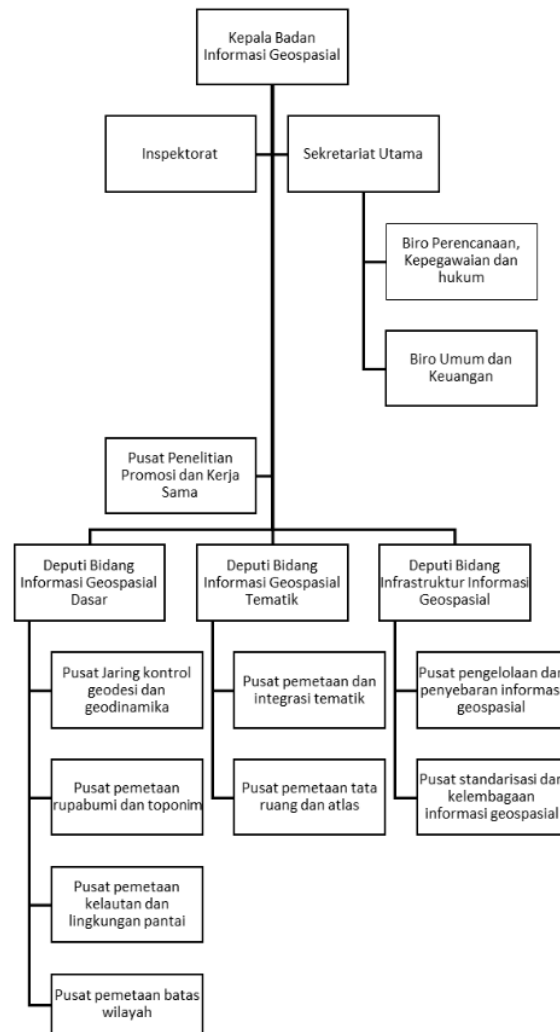 Kepala Badan
Informasi Geospasial
Inspektorat
Sekretariat Utama
Biro Perencanaan,
Kepegawaian dan
hukum
Biro Umum dan
Keuangan
Pusat Penelitian
Promosi dan Kerja
Sama
Deputi Bidang
Informasi Geospasial
Dasar
Deputi Bidang
Informasi Geospasial
Tematik
Deputi Bidang
Infrastruktur Informasi
Geospasial
Pusat Jaring kontrol
geodesi dan
geodinamika
Pusat pemetaan
rupabumi dan toponim
Pusat pemetaan
kelautan dan
lingkungan pantai
Pusat pemetaan batas
wilayah
Pusat pemetaan dan
integrasi tematik
Pusat pemetaan tata
ruang dan atlas
Pusat pengelolaan dan
penyebaran informasi
geospasial
Pusat standarisasi dan
kelembagaan
informasi geospasial